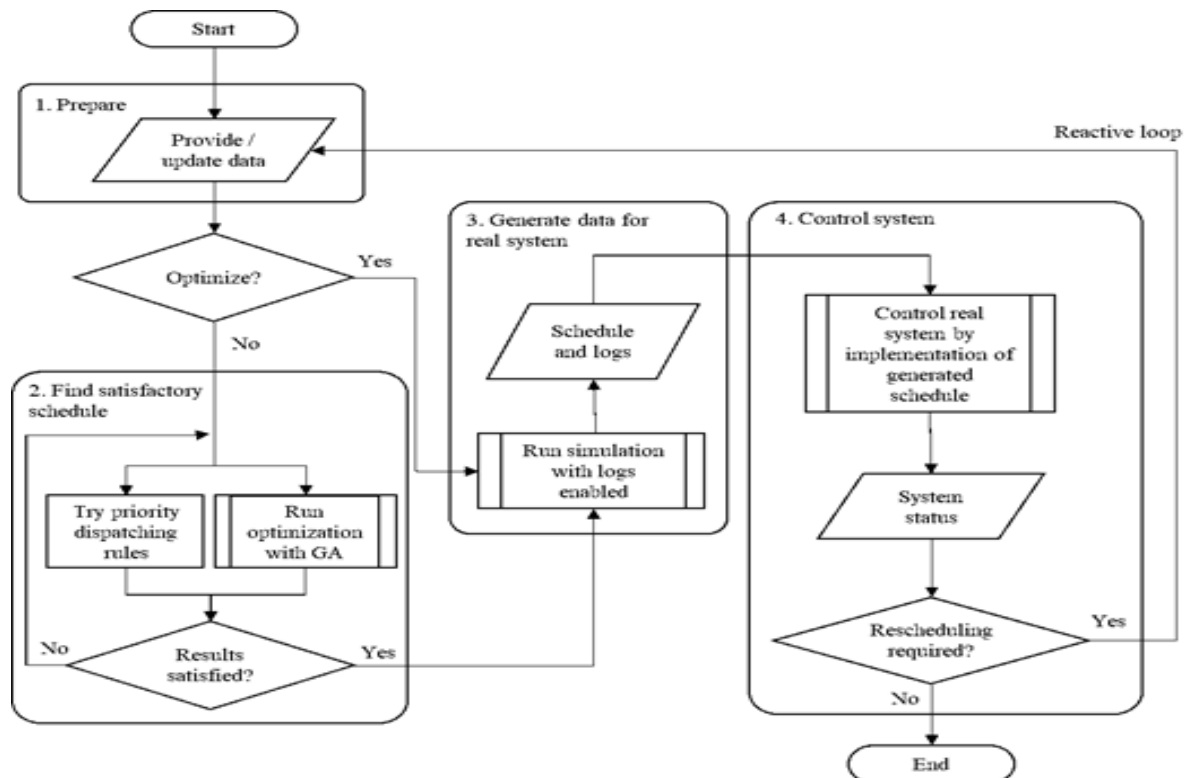 Start
1. Prepare
Provide /
update data
Reactive loop
Optimize?
Yes
No
2. Find satisfactory
schedule
Try priority
dispatching
rules
Run
optimization
with GA
Results
satisfied?
No
Yes
3. Generate data for
real system
Schedule
and logs
Run simulation
with logs
enabled
4. Control system
Control real
system by
implementation of
generated
schedule
System
status
Rescheduling
required?
Yes
No
End